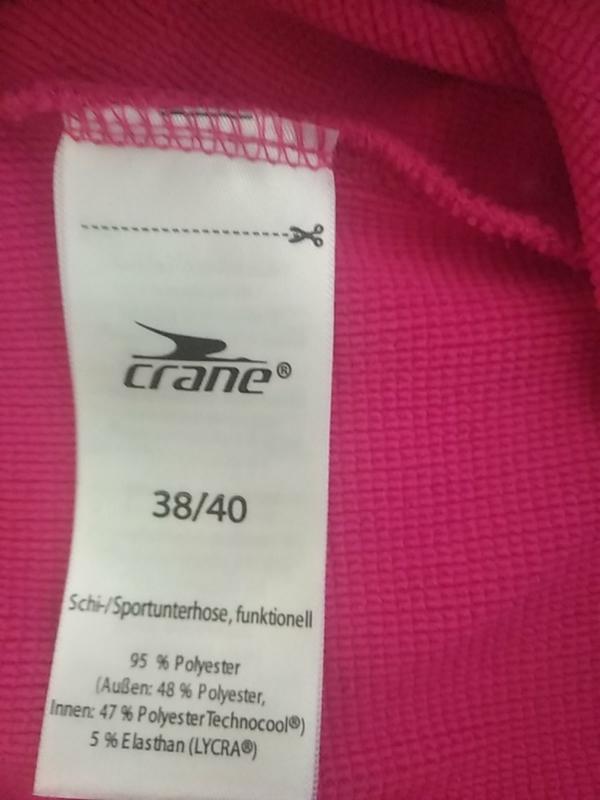 crane®
38/40
Schi-/Sportunterhose, funktionell
95 % Polyester
(Außen: 48 % Polyester,
Innen: 47 % Polyester Technocool®)
5 % Elasthan (LYCRA®)